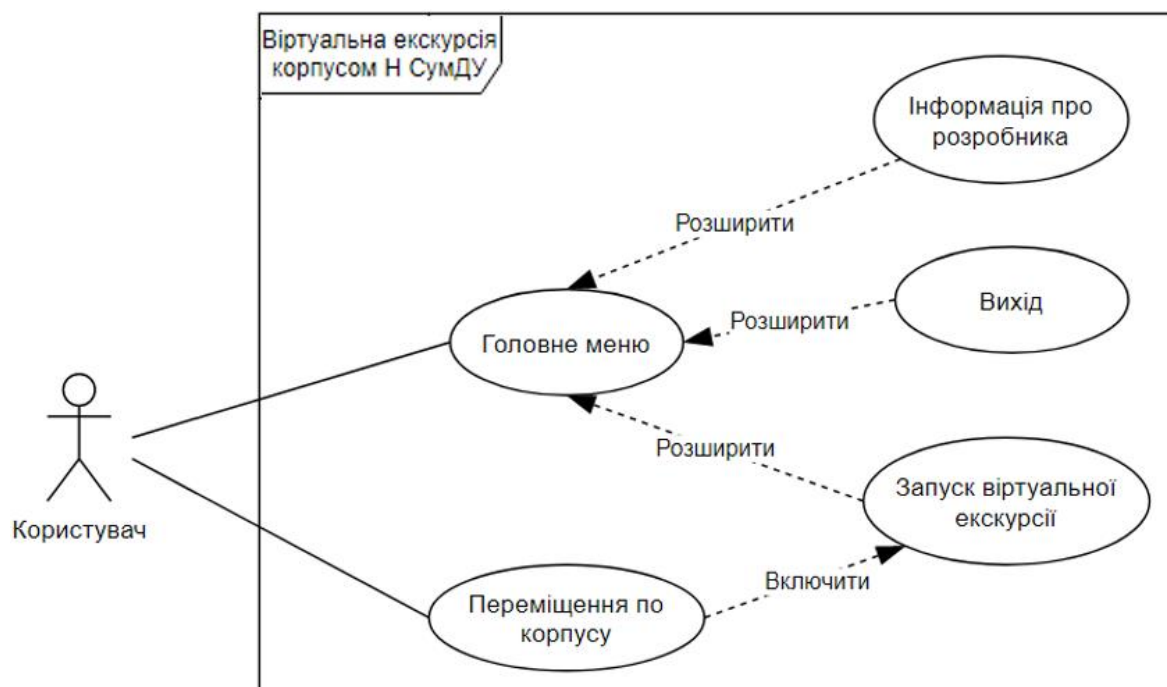 Віртуальна екскурсія
корпусом Н СумДУ
Інформація про
розробника
Розширити
Розширити
Вихід
Головне меню
Розширити
Запуск віртуальної
екскурсії
Користувач
Включити
Переміщення по
корпусу